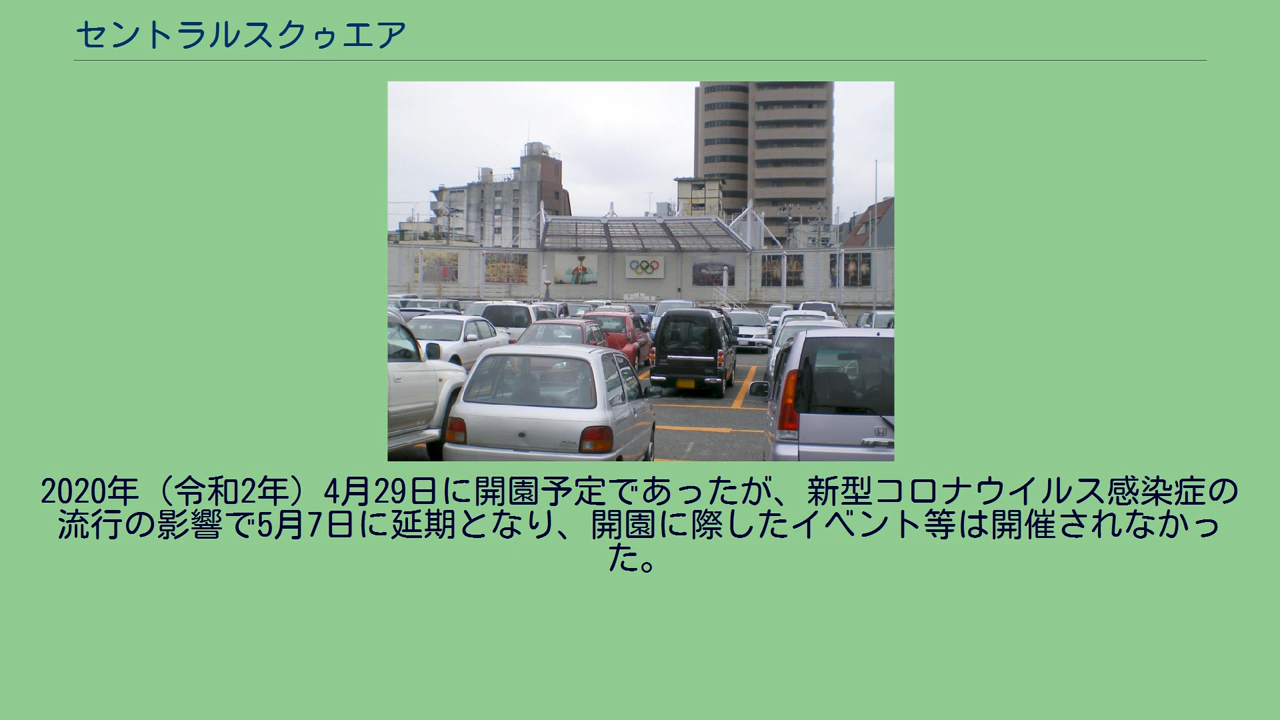 セントラルスクゥエア
2020年（令和2年）4月29日に開園予定であったが、新型コロナウイルス感染症の
流行の影響で5月7日に延期となり、開園に際したイベント等は開催されなかっ
た。